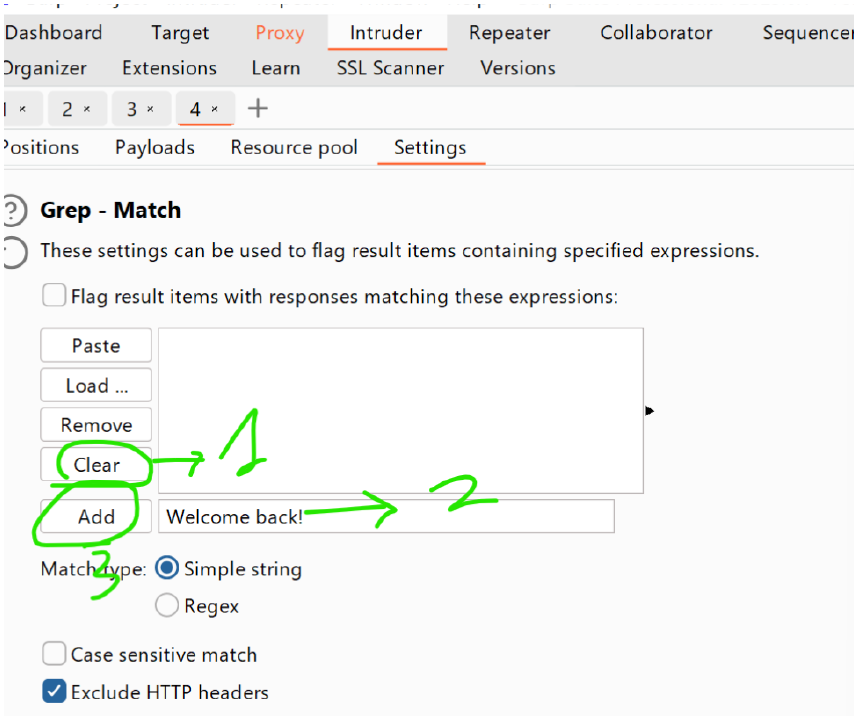 Dashboard Target Proxy Intruder Repeater Collaborator Sequencer
Organizer Extensions Learn SSL Scanner Versions
1 × 2 × 3 × 4 × +
Positions Payloads Resource pool Settings
? Grep - Match
These settings can be used to flag result items containing specified expressions.
Flag result items with responses matching these expressions:
Paste
Load ...
Remove
Clear 1
Add Welcome back! 2
3
Match type: Simple string
Regex
Case sensitive match
Exclude HTTP headers